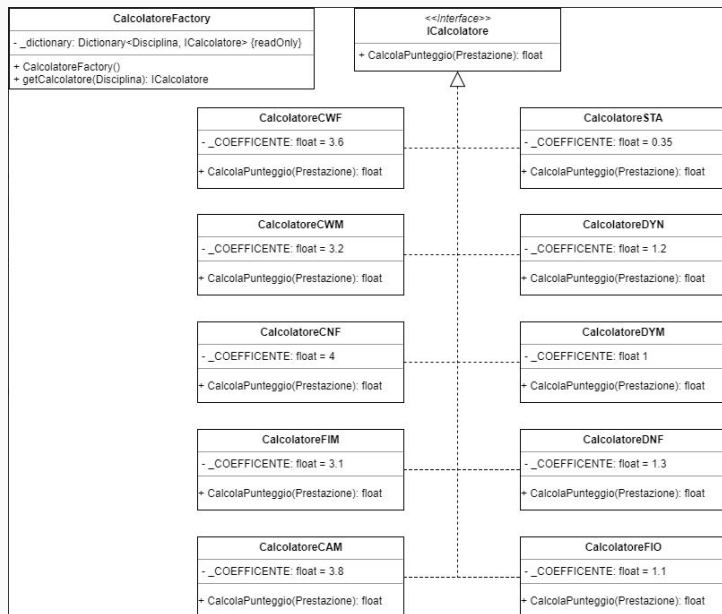 CalcolatoreFactory
- _dictionary: Dictionary<Disciplina, ICalcolatore> {readOnly}
+ CalcolatoreFactory()
+ getCalcolatore(Disciplina): ICalcolatore
<<Interface>>
ICalcolatore
+ CalcolaPunteggio(Prestazione): float
CalcolatoreCWF
- _COEFFICENTE: float = 3.6
+ CalcolaPunteggio(Prestazione): float
CalcolatoreSTA
- _COEFFICENTE: float = 0.35
+ CalcolaPunteggio(Prestazione): float
CalcolatoreCWM
- _COEFFICENTE: float = 3.2
+ CalcolaPunteggio(Prestazione): float
CalcolatoreDYN
- _COEFFICENTE: float = 1.2
+ CalcolaPunteggio(Prestazione): float
CalcolatoreCNF
- _COEFFICENTE: float = 4
+ CalcolaPunteggio(Prestazione): float
CalcolatoreDYM
- _COEFFICENTE: float 1
+ CalcolaPunteggio(Prestazione): float
CalcolatoreFIM
- _COEFFICENTE: float = 3.1
+ CalcolaPunteggio(Prestazione): float
CalcolatoreDNF
- _COEFFICENTE: float = 1.3
+ CalcolaPunteggio(Prestazione): float
CalcolatoreCAM
- _COEFFICENTE: float = 3.8
+ CalcolaPunteggio(Prestazione): float
CalcolatoreFIO
- _COEFFICENTE: float = 1.1
+ CalcolaPunteggio(Prestazione): float